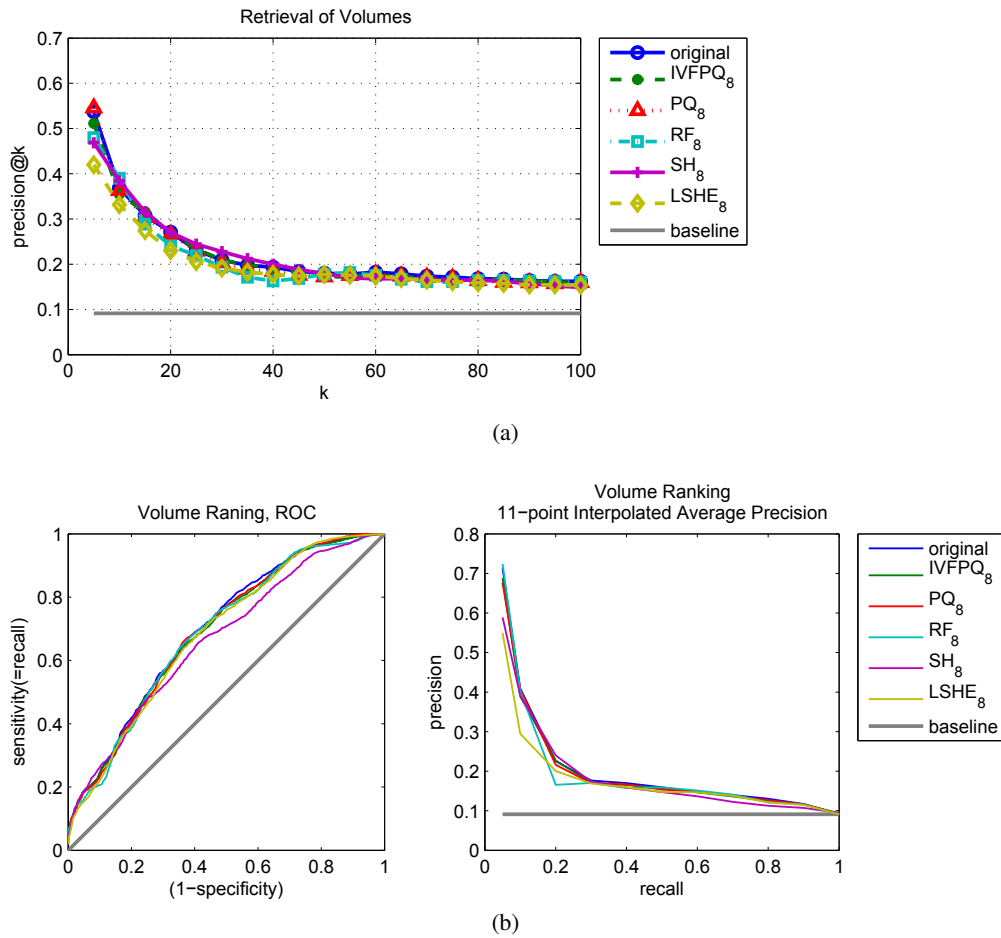 Retrieval of Volumes
0.7
0.6
0.5
0.4
0.3
0.2
0.1
0
precision@k
0 20 40 60 80 100
k
original
IVFPQ8
PQ8
RF8
SH8
LSHE8
baseline
(a)
Volume Raning, ROC
1
0.8
0.6
0.4
0.2
0
sensitivity(=recall)
0 0.2 0.4 0.6 0.8 1
(1−specificity)
Volume Ranking
11−point Interpolated Average Precision
0.8
0.7
0.6
0.5
0.4
0.3
0.2
0.1
0
precision
0 0.2 0.4 0.6 0.8 1
recall
original
IVFPQ8
PQ8
RF8
SH8
LSHE8
baseline
(b)